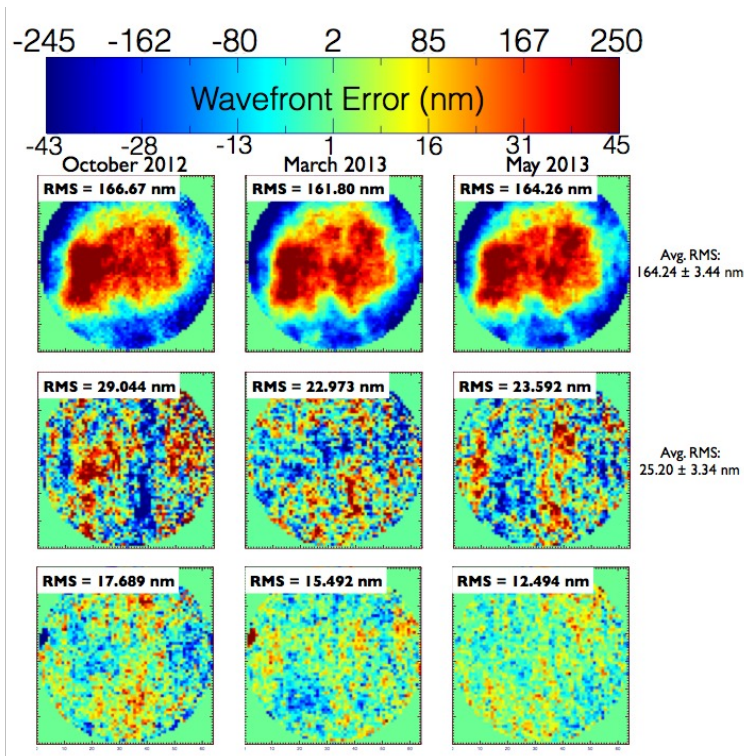 -245 -162 -80 2 85 167 250
Wavefront Error (nm)
-43 -28 -13 1 16 31 45
October 2012 March 2013 May 2013
RMS = 166.67 nm RMS = 161.80 nm RMS = 164.26 nm
Avg. RMS:
164.24 ± 3.44 nm
RMS = 29.044 nm RMS = 22.973 nm RMS = 23.592 nm
Avg. RMS:
25.20 ± 3.34 nm
RMS = 17.689 nm RMS = 15.492 nm RMS = 12.494 nm